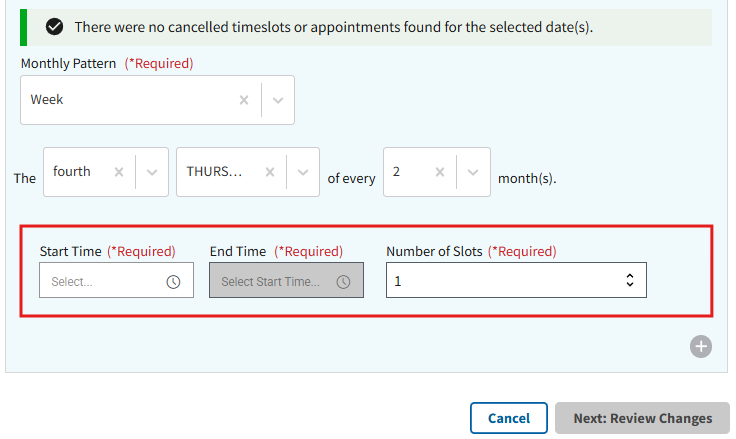 There were no cancelled timeslots or appointments found for the selected date(s).
Monthly Pattern (*Required)
Week
The fourth THURS... of every 2 month(s).
Start Time (*Required) End Time (*Required) Number of Slots (*Required)
Select... Select Start Time... 1
Cancel Next: Review Changes